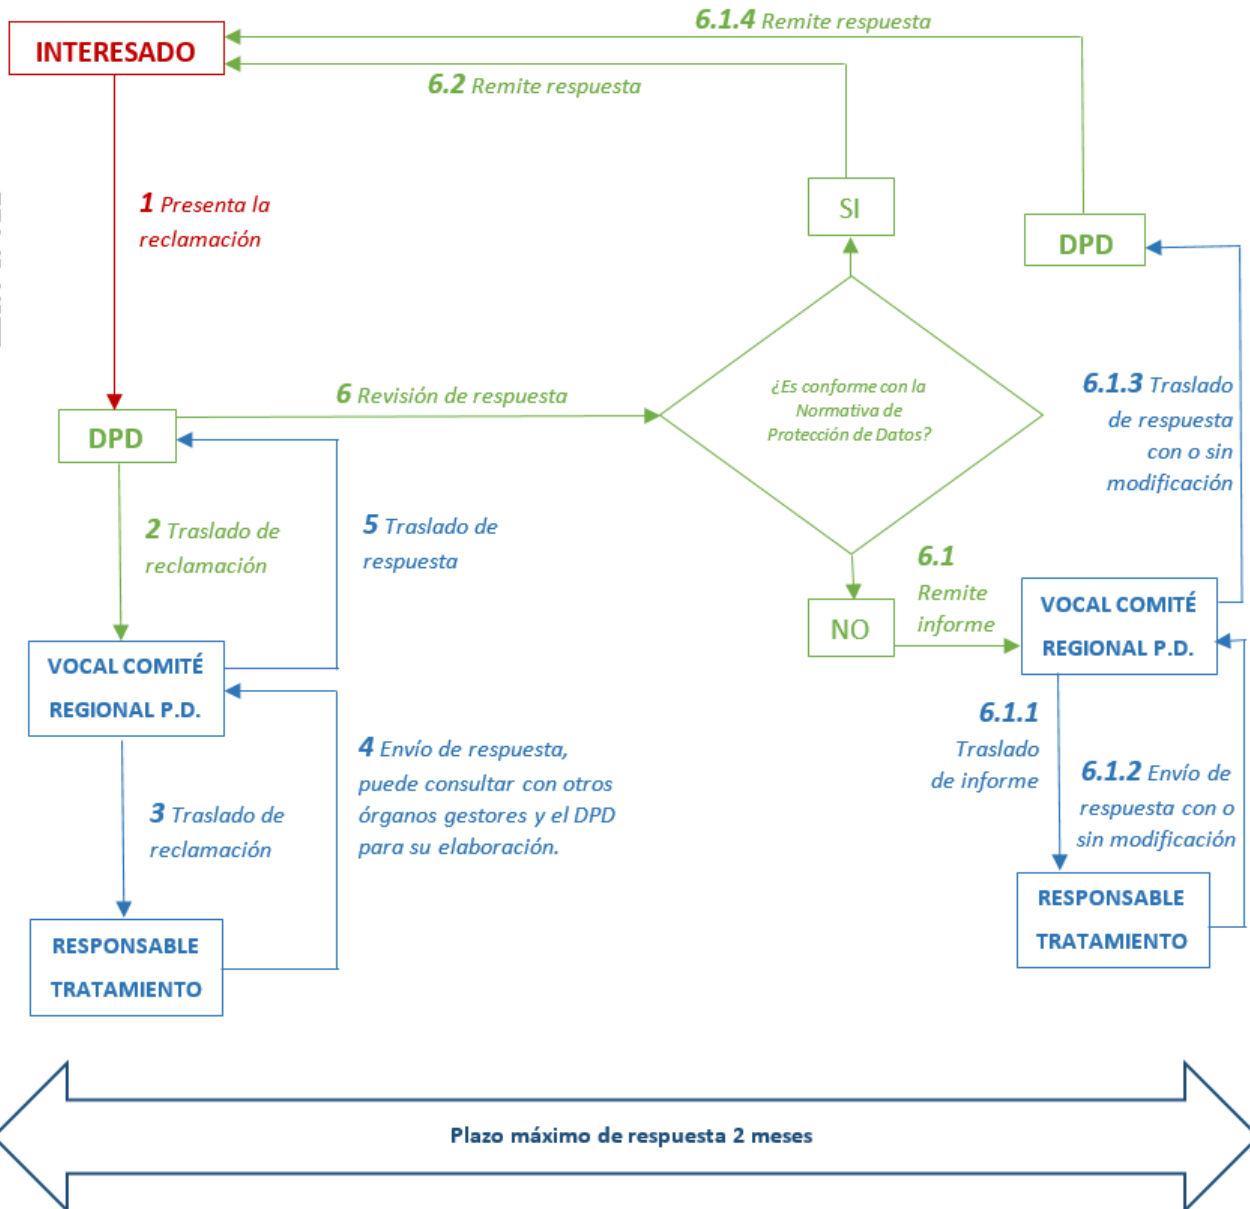 INTERESADO
6.1.4 Remite respuesta
6.2 Remite respuesta
1 Presenta la
reclamación
SI
DPD
¿Es conforme con la
Normativa de
Protección de Datos?
6 Revisión de respuesta
DPD
6.1.3 Traslado
de respuesta
con o sin
modificación
2 Traslado de
reclamación
5 Traslado de
respuesta
6.1
Remite
informe
NO
VOCAL COMITÉ
REGIONAL P.D.
VOCAL COMITÉ
REGIONAL P.D.
3 Traslado de
reclamación
4 Envío de respuesta,
puede consultar con otros
órganos gestores y el DPD
para su elaboración.
6.1.1
Traslado
de informe
6.1.2 Envío de
respuesta con o
sin modificación
RESPONSABLE
TRATAMIENTO
RESPONSABLE
TRATAMIENTO
Plazo máximo de respuesta 2 meses